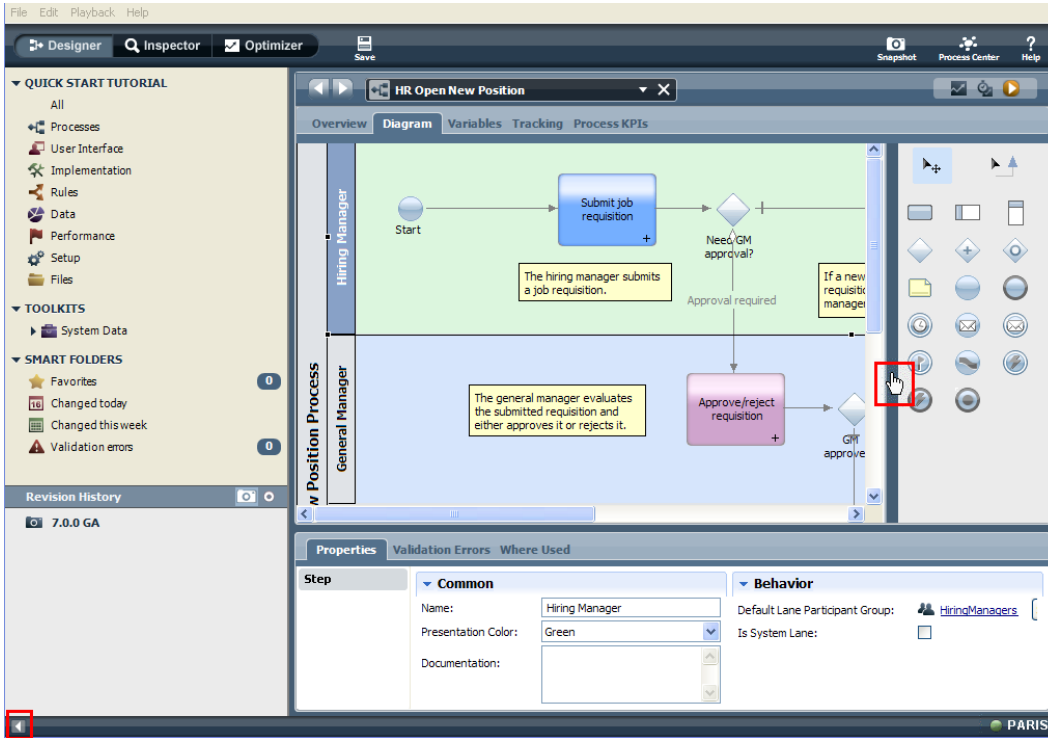 File Edit Playback Help
Designer Inspector Optimizer
Save
Snapshot Process Center Help
QUICK START TUTORIAL
All
Processes
User Interface
Implementation
Rules
Data
Performance
Setup
Files
TOOLKITS
System Data
SMART FOLDERS
Favorites 0
16 Changed today
Changed this week
Validation errors 0
Revision History
7.0.0 GA
HR Open New Position
Overview Diagram Variables Tracking Process KPIs
w Position Process
Hiring Manager
Start
Submit job
requisition
Need GM
approval?
The hiring manager submits
a job requisition.
If a new
requisitio
manager
Approval required
General Manager
The general manager evaluates
the submitted requisition and
either approves it or rejects it.
Approve/reject
requisition
GM
approve
Properties Validation Errors Where Used
Step
Common
Name: Hiring Manager
Presentation Color: Green
Documentation:
Behavior
Default Lane Participant Group: HiringManagers
Is System Lane:
PARIS